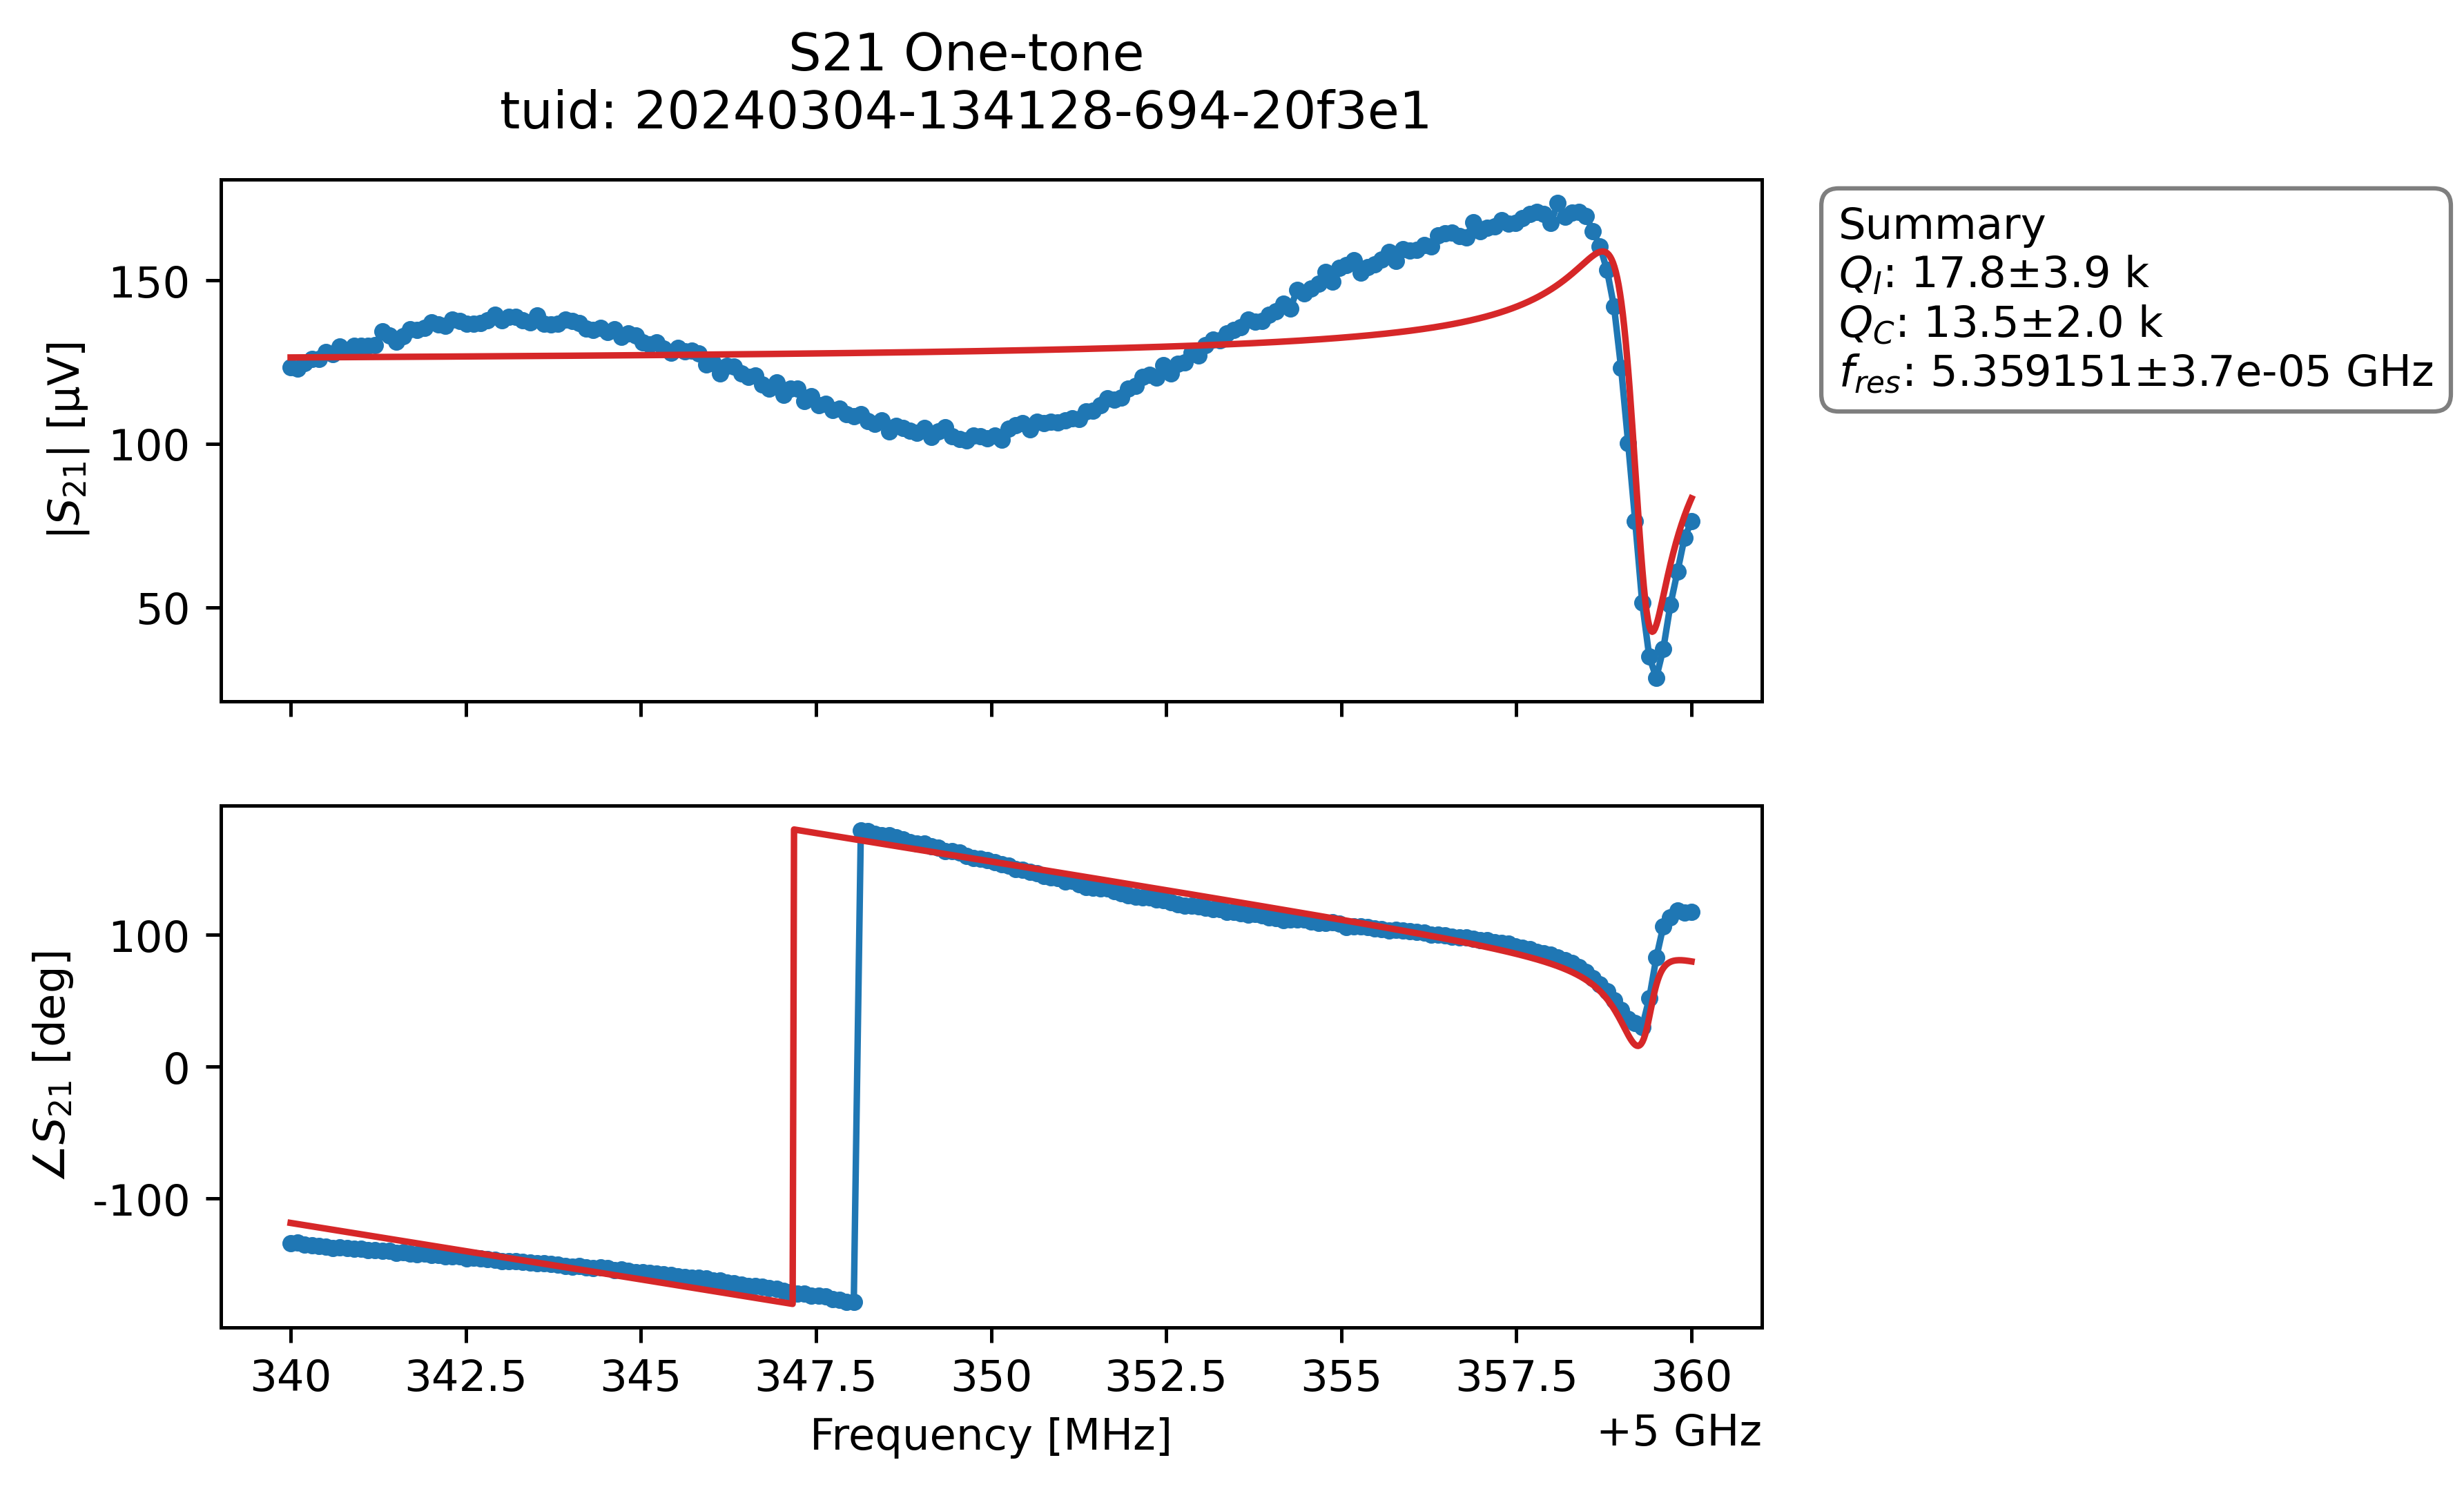 S21 One-tone
tuid: 20240304-134128-694-20f3e1
|S₂₁| [µV]
150
100
50
Summary
Qₗ: 17.8±3.9 k
Q_C: 13.5±2.0 k
f_res: 5.359151±3.7e-05 GHz
∠S₂₁ [deg]
100
0
-100
340 342.5 345 347.5 350 352.5 355 357.5 360
Frequency [MHz]
+5 GHz